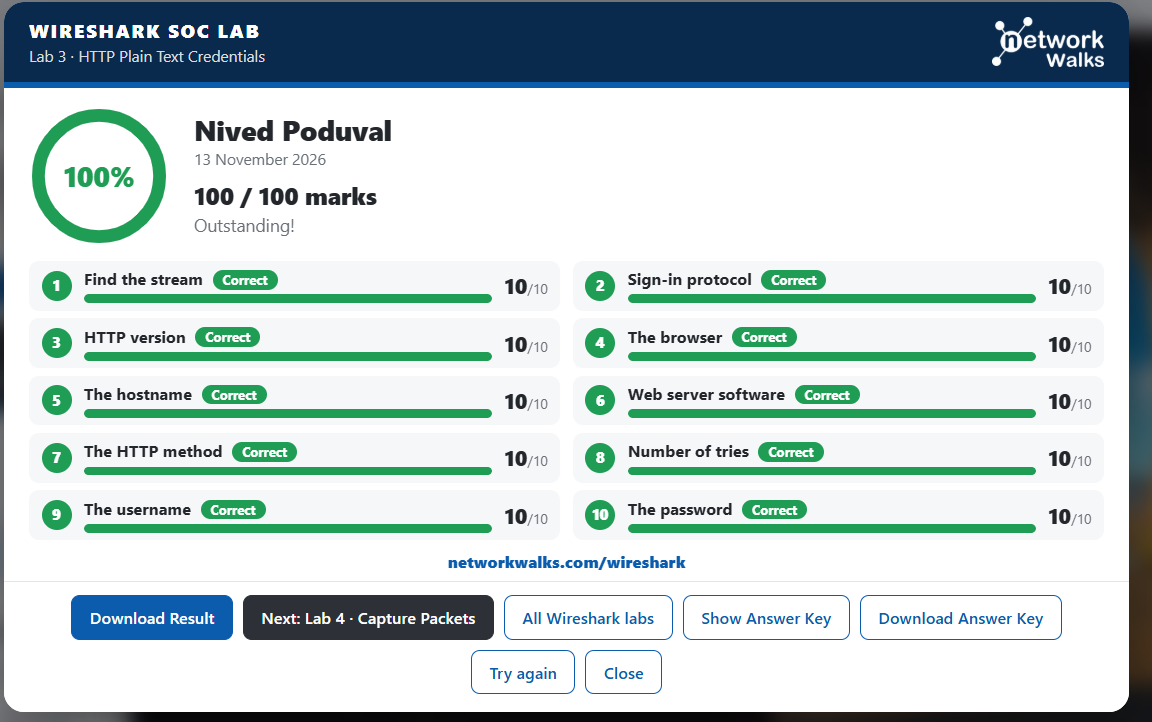 WIRESHARK SOC LAB
Lab 3 · HTTP Plain Text Credentials
network
Walks
100%
Nived Poduval
13 November 2026
100 / 100 marks
Outstanding!
1 Find the stream Correct 10/10
2 Sign-in protocol Correct 10/10
3 HTTP version Correct 10/10
4 The browser Correct 10/10
5 The hostname Correct 10/10
6 Web server software Correct 10/10
7 The HTTP method Correct 10/10
8 Number of tries Correct 10/10
9 The username Correct 10/10
10 The password Correct 10/10
networkwalks.com/wireshark
Download Result
Next: Lab 4 · Capture Packets
All Wireshark labs
Show Answer Key
Download Answer Key
Try again
Close